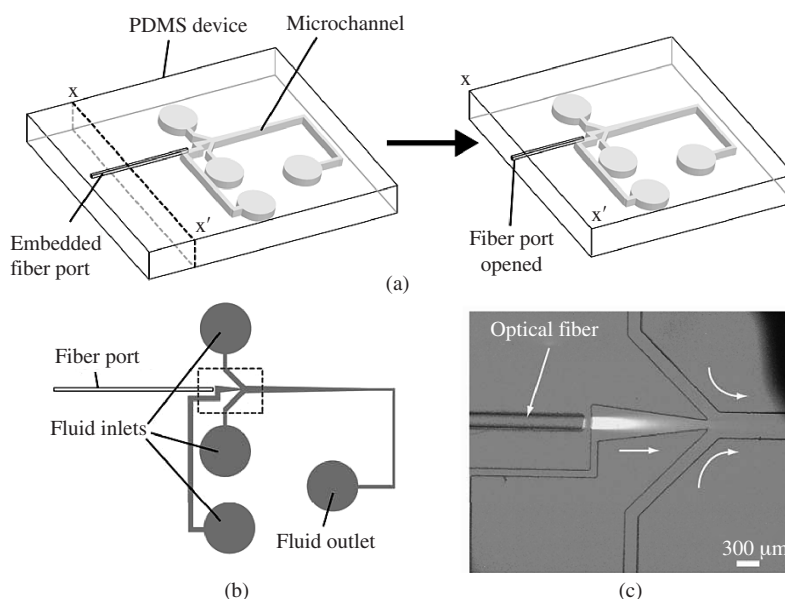 PDMS device
Microchannel
x
x
x′
x′
Embedded
fiber port
Fiber port
opened
(a)
Fiber port
Fluid inlets
Fluid outlet
(b)
Optical fiber
300 µm
(c)